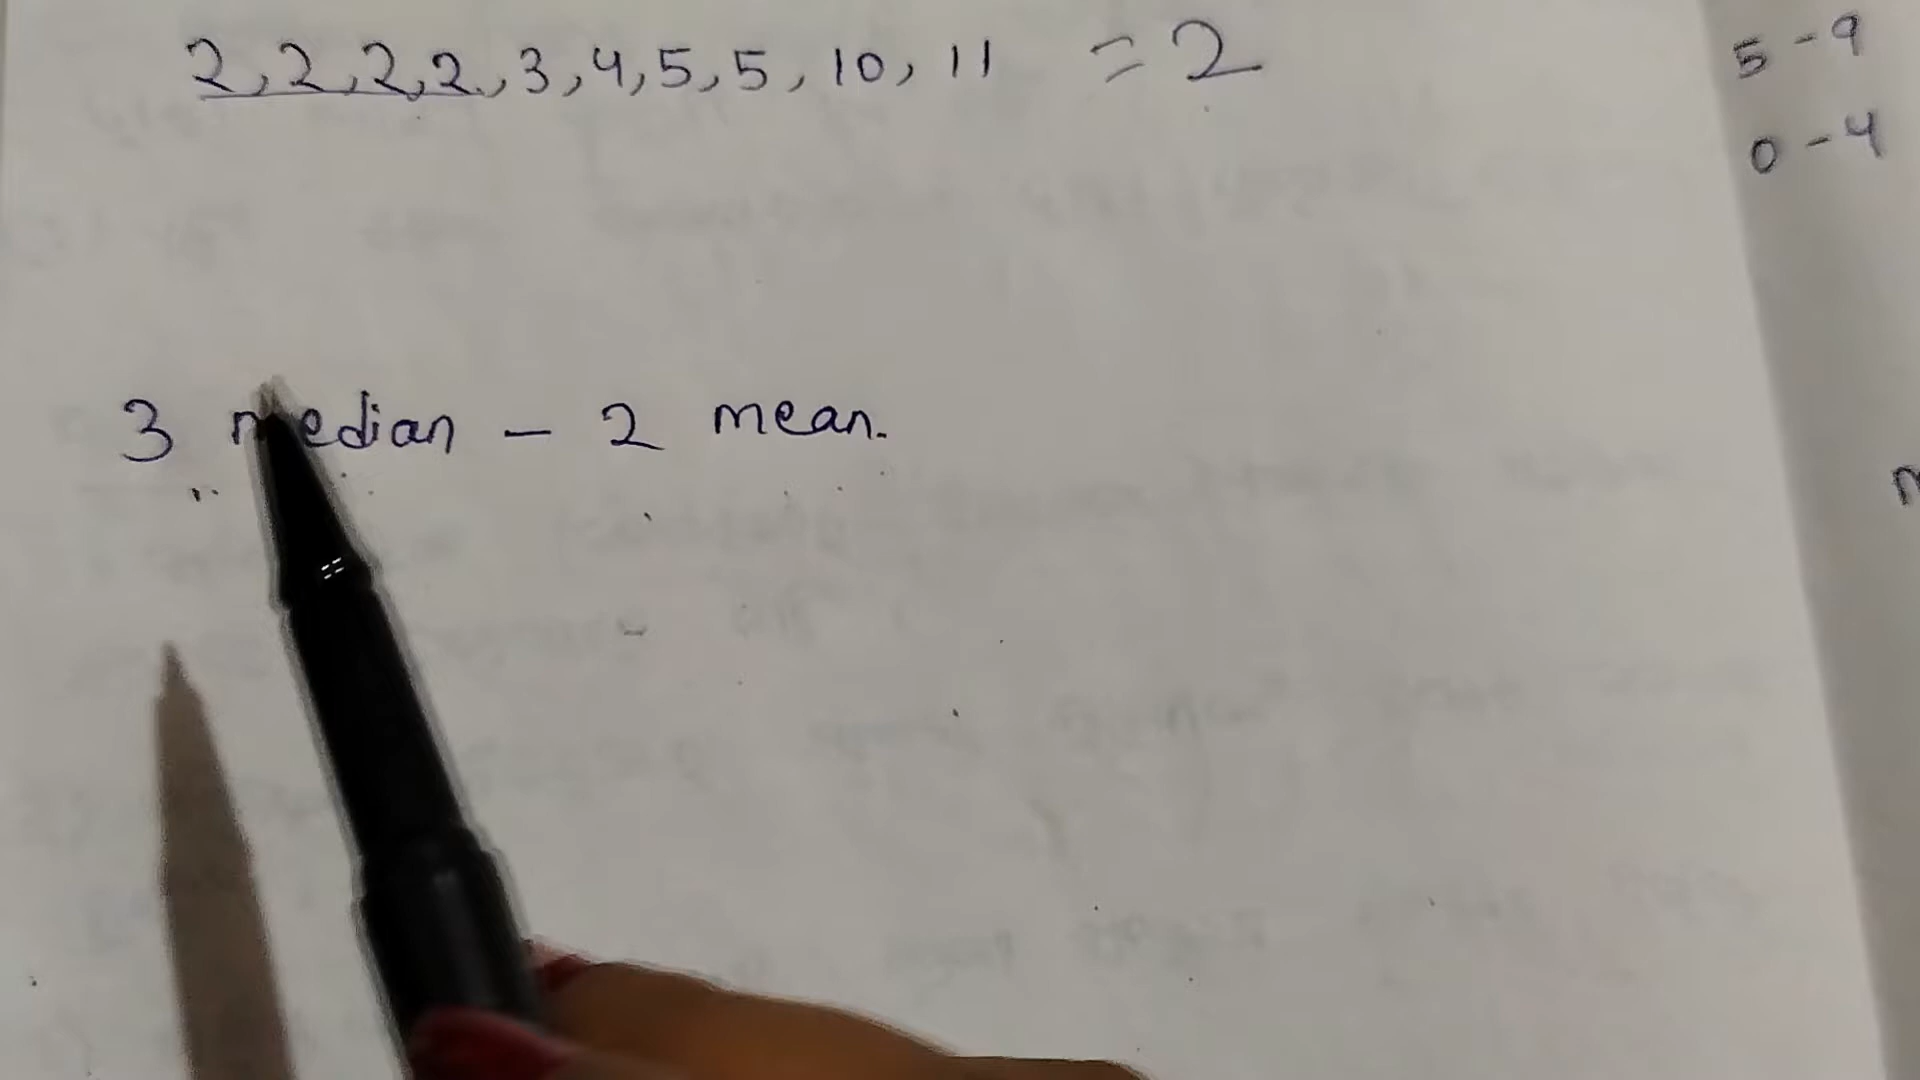 2, 2, 2, 2, 3, 4, 5, 5, 10, 11 = 2
5 - 9
0 - 4
3 median - 2 mean.